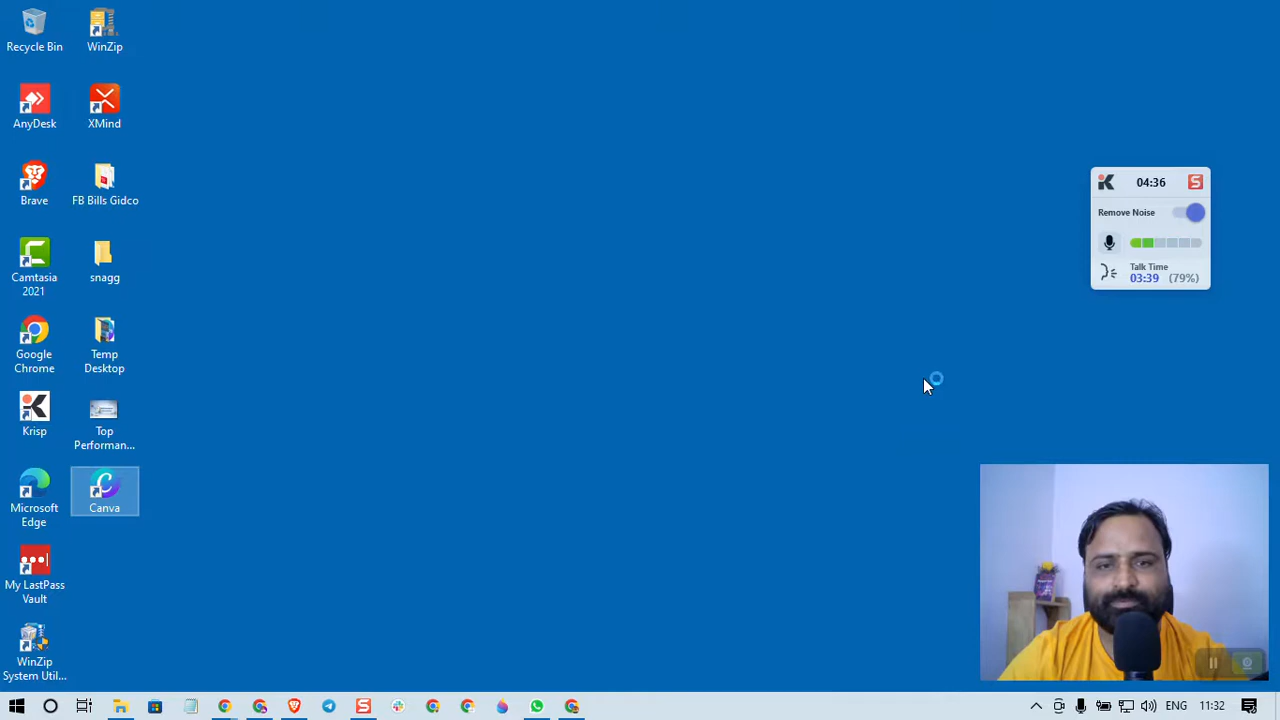 Recycle Bin
WinZip
AnyDesk
XMind
Brave
FB Bills Gidco
Camtasia
2021
snagg
Google
Chrome
Temp
Desktop
Krisp
Top
Performan...
Microsoft
Edge
Canva
My LastPass
Vault
WinZip
System Util...
04:36
Remove Noise
Talk Time
03:39 (79%)
ENG
11:32